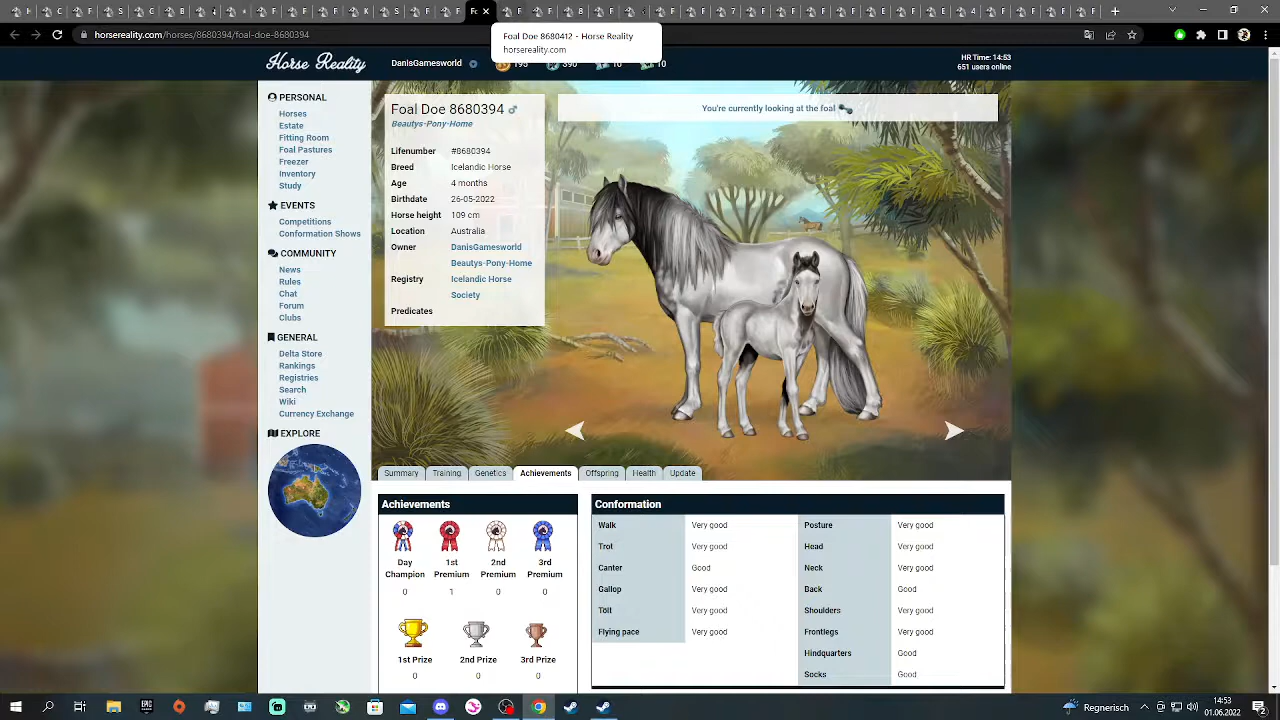 horsereality.com/horses/8680394/foal-doe-8680394
Foal Doe 8680412 - Horse Reality
horsereality.com
Horse Reality
DanisGamesworld
195
390
10
10
HR Time: 14:53
651 users online
PERSONAL
Horses
Estate
Fitting Room
Foal Pastures
Freezer
Inventory
Study
EVENTS
Competitions
Conformation Shows
COMMUNITY
News
Rules
Chat
Forum
Clubs
GENERAL
Delta Store
Rankings
Registries
Search
Wiki
Currency Exchange
EXPLORE
Foal Doe 8680394
Beautys-Pony-Home
Lifenumber #8680394
Breed Icelandic Horse
Age 4 months
Birthdate 26-05-2022
Horse height 109 cm
Location Australia
Owner DanisGamesworld
Beautys-Pony-Home
Registry Icelandic Horse
Society
Predicates
You're currently looking at the foal
Summary Training Genetics Achievements Offspring Health Update
Achievements
Day Champion 1st Premium 2nd Premium 3rd Premium
0 1 0 0
1st Prize 2nd Prize 3rd Prize
0 0 0
Conformation
Walk Very good Posture Very good
Trot Very good Head Very good
Canter Good Neck Very good
Gallop Very good Back Good
Tölt Very good Shoulders Very good
Flying pace Very good Frontlegs Very good
Hindquarters Good
Socks Good
Regnerisch
14:53
01.06.2022